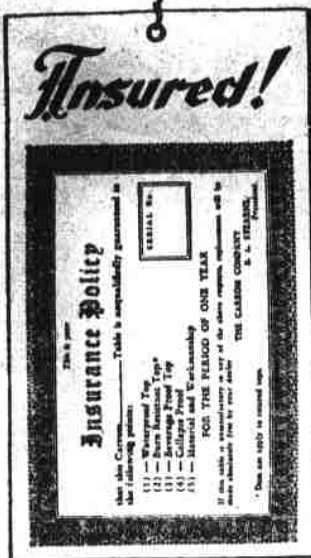 Insured!
This is your
Insurance Policy
that this Carson Table is unqualifiedly guaranteed in
the following points:
(1) — Waterproof Top
(2) — Burn Resistant Top*
(3) — Beverage Proof Top
(4) — Collapse Proof
(5) — Material and Workmanship
SERIAL No.
FOR THE PERIOD OF ONE YEAR
If this table is unsatisfactory in any of the above respects, replacement will be
made absolutely free by your dealer
THE CARSON COMPANY
President.
* Does not apply to